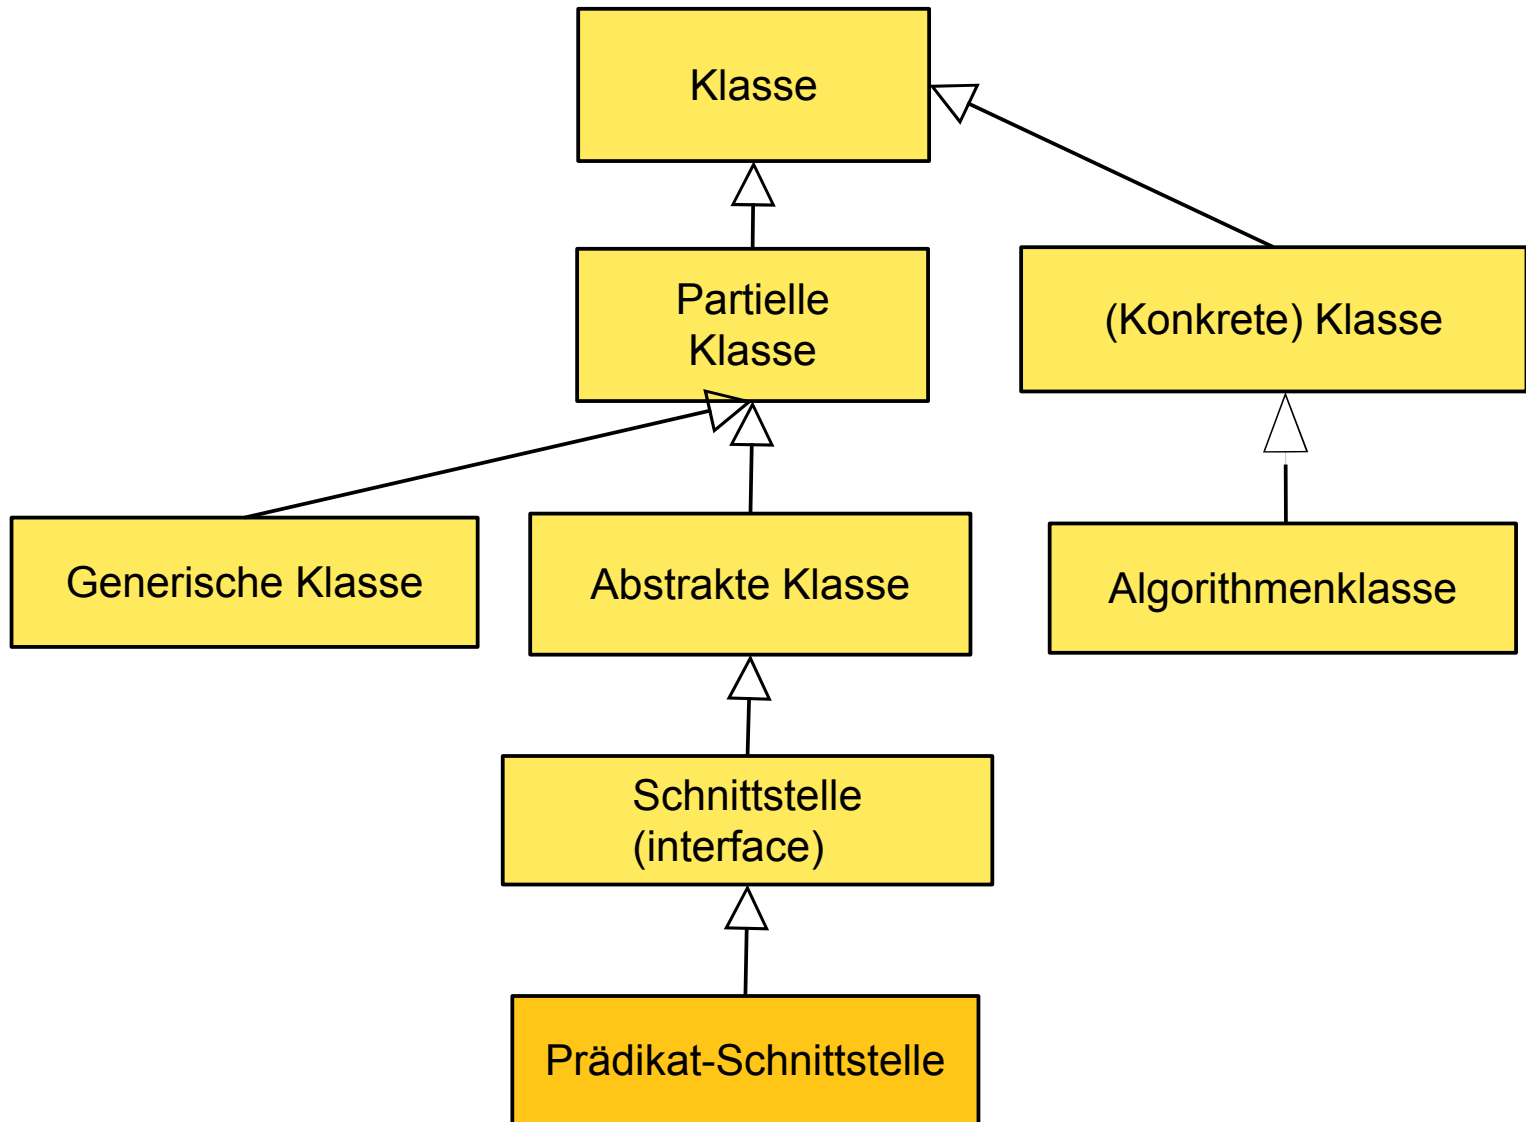 Klasse
Partielle
Klasse
(Konkrete) Klasse
Generische Klasse
Abstrakte Klasse
Algorithmenklasse
Schnittstelle
(interface)
Prädikat-Schnittstelle